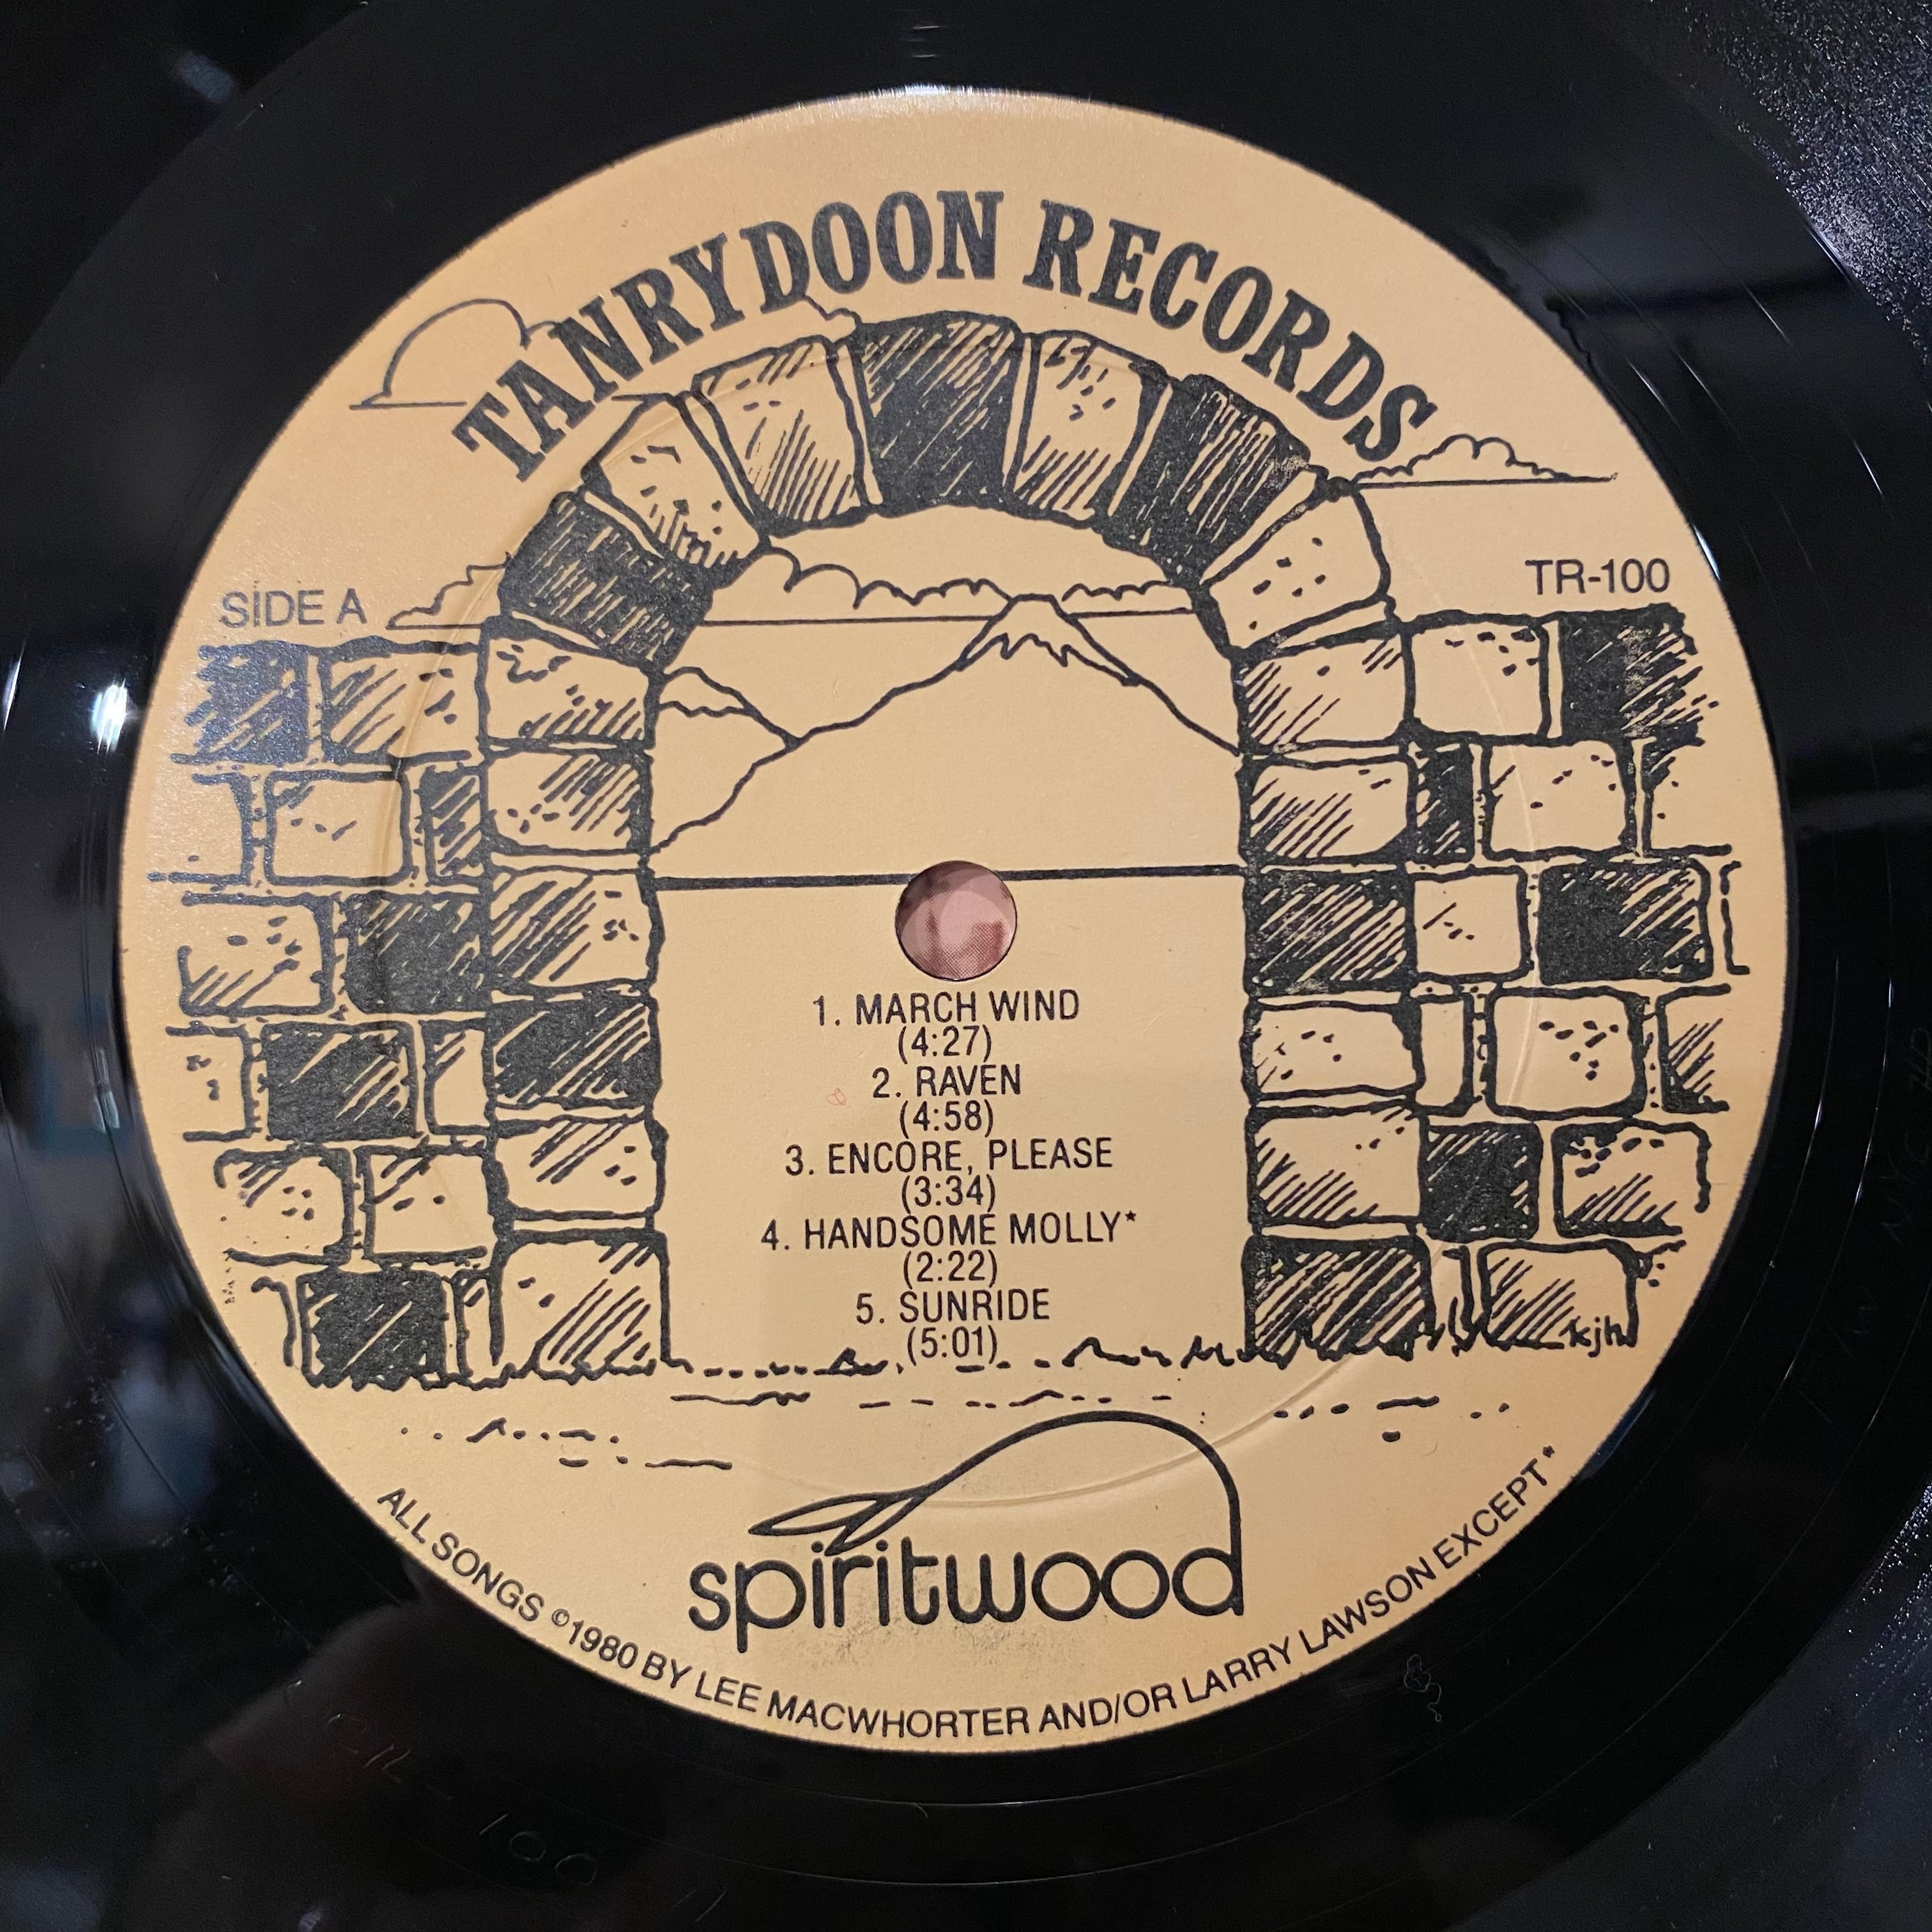 TANRYDOON RECORDS
SIDE A
TR-100
1. MARCH WIND
(4:27)
2. RAVEN
(4:58)
3. ENCORE, PLEASE
(3:34)
4. HANDSOME MOLLY*
(2:22)
5. SUNRIDE
(5:01)
kjh
spiritwood
ALL SONGS ©1980 BY LEE MACWHORTER AND/OR LARRY LAWSON EXCEPT*
100